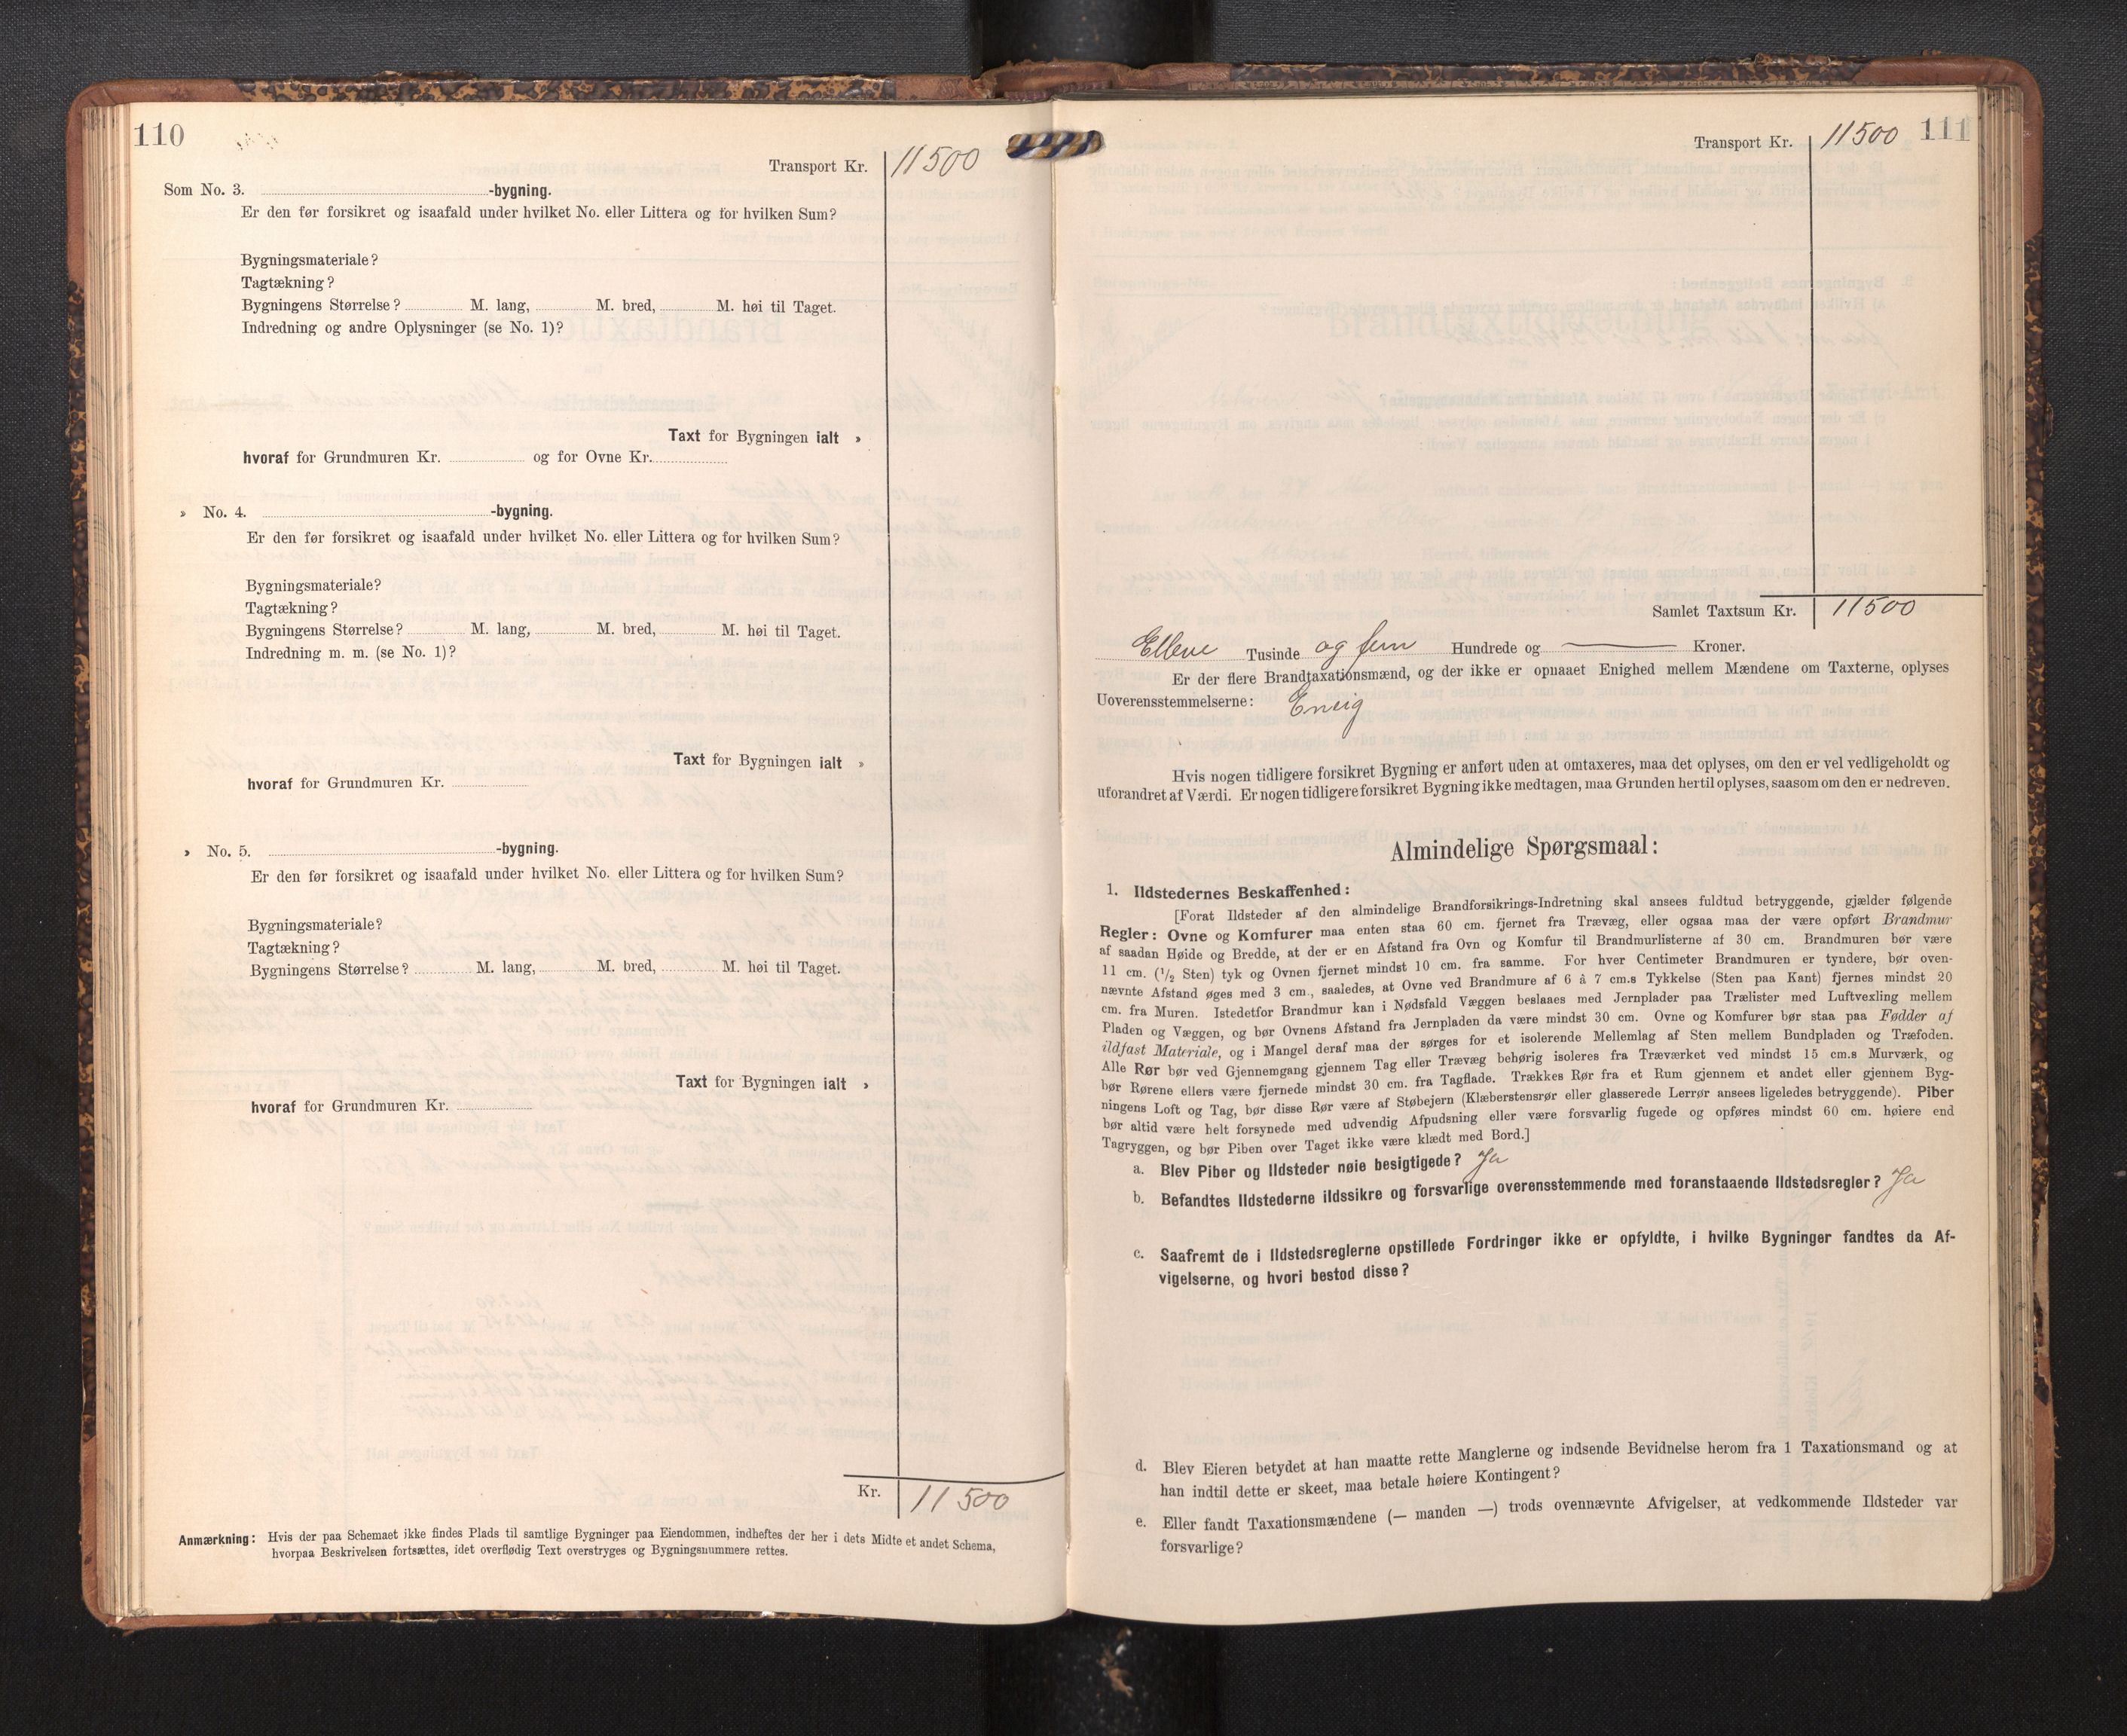 110
Transport Kr. 11500
Som No. 3. -bygning.
Er den før forsikret og isaafald under hvilket No. eller Littera og for hvilken Sum?
Bygningsmateriale?
Tagtækning?
Bygningens Størrelse? M. lang, M. bred, M. høi til Taget.
Indredning og andre Oplysninger (se No. 1)?
Taxt for Bygningen ialt »
hvoraf for Grundmuren Kr. og for Ovne Kr.
» No. 4. -bygning.
Er den før forsikret og isaafald under hvilket No. eller Littera og for hvilken Sum?
Bygningsmateriale?
Tagtækning?
Bygningens Størrelse? M. lang, M. bred, M. høi til Taget.
Indredning m. m. (se No. 1)?
Taxt for Bygningen ialt »
hvoraf for Grundmuren Kr.
» No. 5. -bygning.
Er den før forsikret og isaafald under hvilket No. eller Littera og for hvilken Sum?
Bygningsmateriale?
Tagtækning?
Bygningens Størrelse? M. lang, M. bred, M. høi til Taget.
Taxt for Bygningen ialt »
hvoraf for Grundmuren Kr.
Kr. 11500
Anmærkning: Hvis der paa Schemaet ikke findes Plads til samtlige Bygninger paa Eiendommen, indheftes der her i dets Midte et andet Schema,
hvorpaa Beskrivelsen fortsættes, idet overflødig Text overstryges og Bygningsnummere rettes.
111
Transport Kr. 11500
Samlet Taxtsum Kr. 11500
Elleve Tusinde og fem Hundrede og — Kroner.
Er der flere Brandtaxationsmænd, og der ikke er opnaaet Enighed mellem Mændene om Taxterne, oplyses
Uoverensstemmelserne: Enig
Hvis nogen tidligere forsikret Bygning er anført uden at omtaxeres, maa det oplyses, om den er vel vedligeholdt og
uforandret af Værdi. Er nogen tidligere forsikret Bygning ikke medtagen, maa Grunden hertil oplyses, saasom om den er nedreven.
Almindelige Spørgsmaal:
1. Ildstedernes Beskaffenhed:
[Forat Ildsteder af den almindelige Brandforsikrings-Indretning skal ansees fuldtud betryggende, gjælder følgende
Regler: Ovne og Komfurer maa enten staa 60 cm. fjernet fra Trævæg, eller ogsaa maa der være opført Brandmur
af saadan Høide og Bredde, at der er en Afstand fra Ovn og Komfur til Brandmurlisterne af 30 cm. Brandmuren bør være
11 cm. (1/2 Sten) tyk og Ovnen fjernet mindst 10 cm. fra samme. For hver Centimeter Brandmuren er tyndere, bør oven-
nævnte Afstand øges med 3 cm., saaledes, at Ovne ved Brandmure af 6 à 7 cm.s Tykkelse (Sten paa Kant) fjernes mindst 20
cm. fra Muren. Istedetfor Brandmur kan i Nødsfald Væggen beslaaes med Jernplader paa Trælister med Luftvexling mellem
Pladen og Væggen, og bør Ovnens Afstand fra Jernpladen da være mindst 30 cm. Ovne og Komfurer bør staa paa Fødder af
ildfast Materiale, og i Mangel deraf maa der sørges for et isolerende Mellemlag af Sten mellem Bundpladen og Træfoden.
Alle Rør bør ved Gjennemgang gjennem Tag eller Trævæg behørig isoleres fra Træværket ved mindst 15 cm.s Murværk, og
bør Rørene ellers være fjernede mindst 30 cm. fra Tagflade. Trækkes Rør fra et Rum gjennem et andet eller gjennem Byg-
ningens Loft og Tag, bør disse Rør være af Støbejern (Klæberstensrør eller glasserede Lerrør ansees ligeledes betryggende). Piber
bør altid være helt forsynede med udvendig Afpudsning eller være forsvarlig fugede og opføres mindst 60 cm. høiere end
Tagryggen, og bør Piben over Taget ikke være klædt med Bord.]
a. Blev Piber og Ildsteder nøie besigtigede? Ja
b. Befandtes Ildstederne ildssikre og forsvarlige overensstemmende med foranstaaende Ildstedsregler? Ja
c. Saafremt de i Ildstedsreglerne opstillede Fordringer ikke er opfyldte, i hvilke Bygninger fandtes da Af-
vigelserne, og hvori bestod disse?
d. Blev Eieren betydet at han maatte rette Manglerne og indsende Bevidnelse herom fra 1 Taxationsmand og at
han indtil dette er skeet, maa betale høiere Kontingent?
e. Eller fandt Taxationsmændene (— manden —) trods ovennævnte Afvigelser, at vedkommende Ildsteder var
forsvarlige?